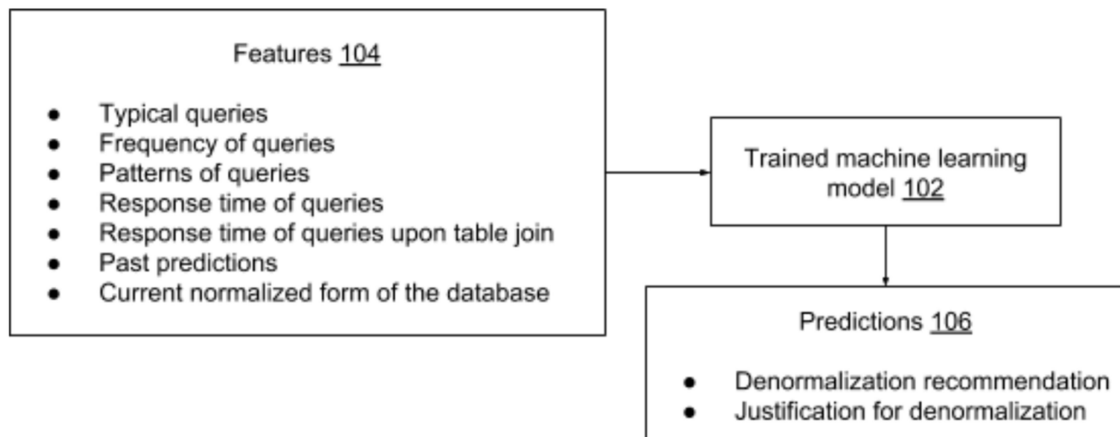 Features 104
● Typical queries
● Frequency of queries
● Patterns of queries
● Response time of queries
● Response time of queries upon table join
● Past predictions
● Current normalized form of the database
Trained machine learning
model 102
Predictions 106
● Denormalization recommendation
● Justification for denormalization